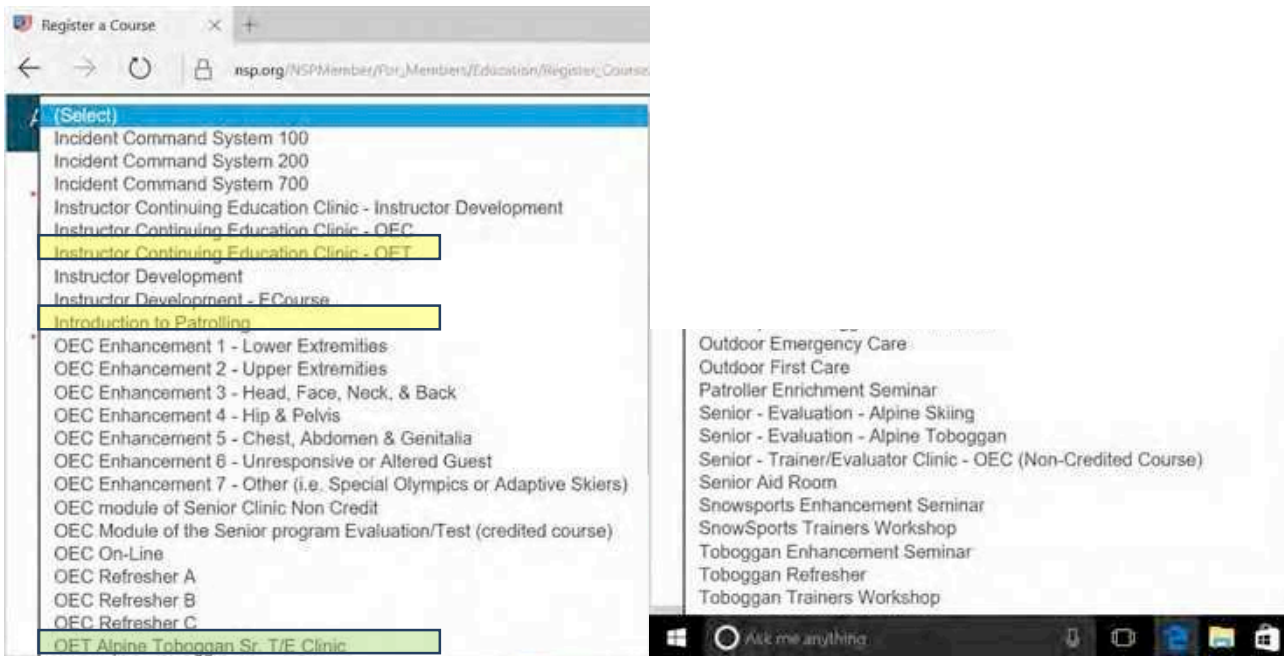 Register a Course
nsp.org/NSPMember/For_Members/Education/Register_Course
(Select)
Incident Command System 100
Incident Command System 200
Incident Command System 700
Instructor Continuing Education Clinic - Instructor Development
Instructor Continuing Education Clinic - OEC
Instructor Continuing Education Clinic - OET
Instructor Development
Instructor Development - ECourse
Introduction to Patrolling
OEC Enhancement 1 - Lower Extremities
OEC Enhancement 2 - Upper Extremities
OEC Enhancement 3 - Head, Face, Neck, & Back
OEC Enhancement 4 - Hip & Pelvis
OEC Enhancement 5 - Chest, Abdomen & Genitalia
OEC Enhancement 6 - Unresponsive or Altered Guest
OEC Enhancement 7 - Other (i.e. Special Olympics or Adaptive Skiers)
OEC module of Senior Clinic Non Credit
OEC Module of the Senior program Evaluation/Test (credited course)
OEC On-Line
OEC Refresher A
OEC Refresher B
OEC Refresher C
OET Alpine Toboggan Sr. T/E Clinic
Outdoor Emergency Care
Outdoor First Care
Patroller Enrichment Seminar
Senior - Evaluation - Alpine Skiing
Senior - Evaluation - Alpine Toboggan
Senior - Trainer/Evaluator Clinic - OEC (Non-Credited Course)
Senior Aid Room
Snowsports Enhancement Seminar
SnowSports Trainers Workshop
Toboggan Enhancement Seminar
Toboggan Refresher
Toboggan Trainers Workshop
Ask me anything